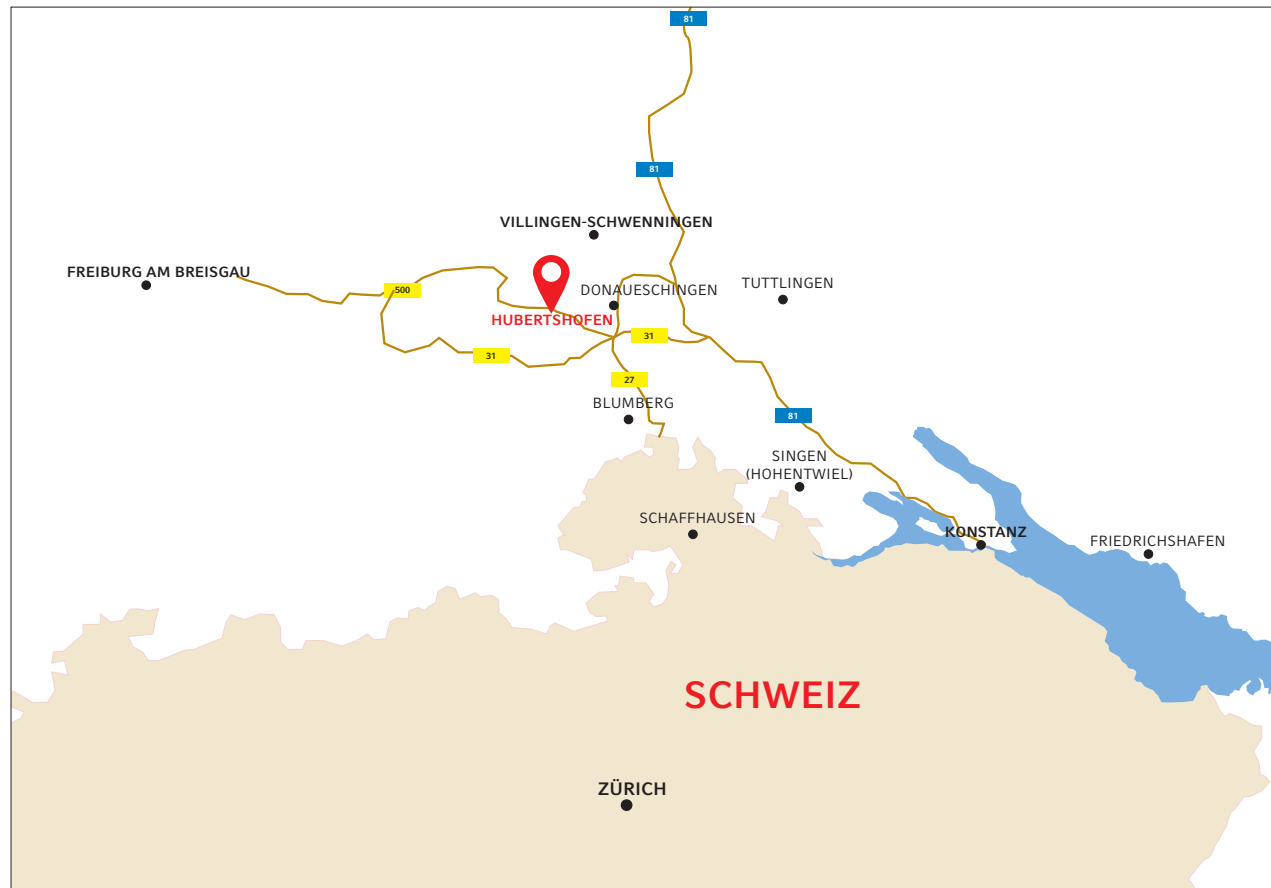 81
81
VILLINGEN-SCHWENNINGEN
FREIBURG AM BREISGAU
500
DONAUESCHINGEN
TUTTLINGEN
HUBERTSHOFEN
31
31
27
BLUMBERG
81
SINGEN
(HOHENTWIEL)
SCHAFFHAUSEN
KONSTANZ
FRIEDRICHSHAFEN
SCHWEIZ
ZÜRICH